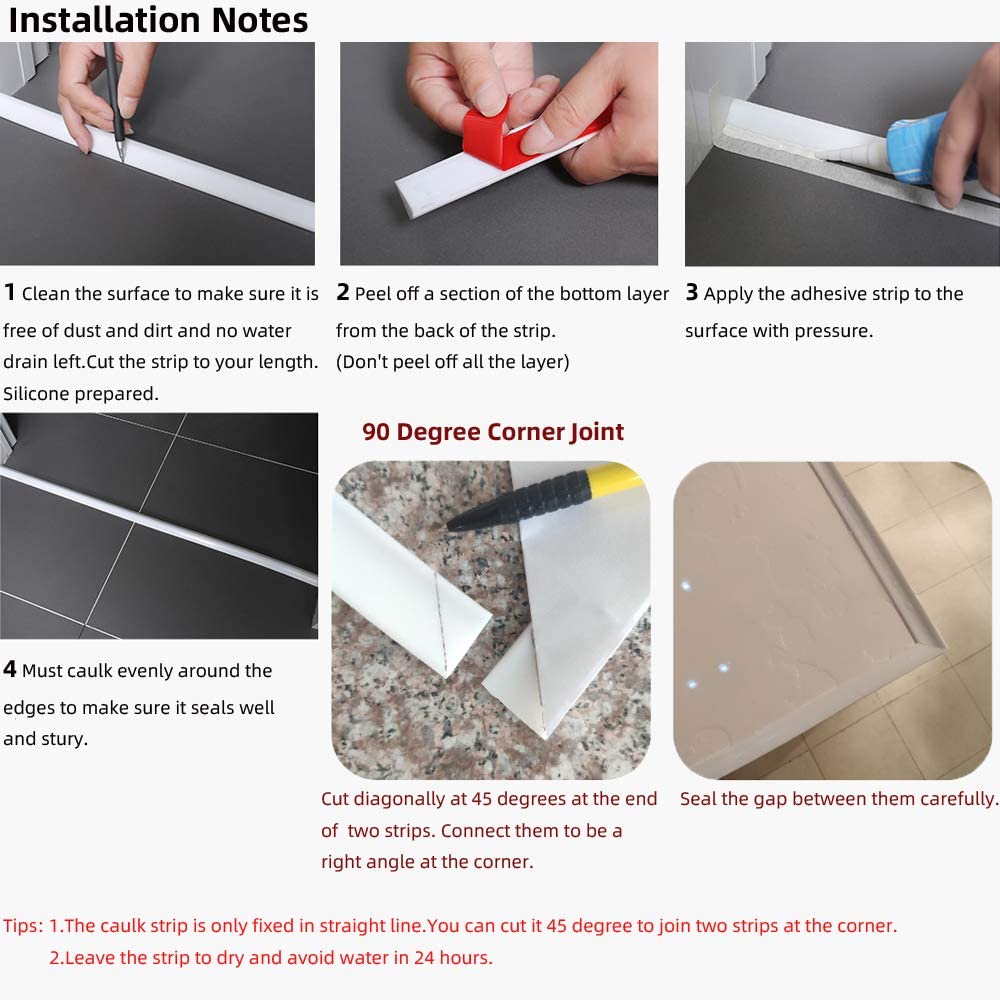 Installation Notes
1 Clean the surface to make sure it is
free of dust and dirt and no water
drain left.Cut the strip to your length.
Silicone prepared.
2 Peel off a section of the bottom layer
from the back of the strip.
(Don't peel off all the layer)
3 Apply the adhesive strip to the
surface with pressure.
4 Must caulk evenly around the
edges to make sure it seals well
and stury.
90 Degree Corner Joint
Cut diagonally at 45 degrees at the end
of two strips. Connect them to be a
right angle at the corner.
Seal the gap between them carefully.
Tips: 1.The caulk strip is only fixed in straight line.You can cut it 45 degree to join two strips at the corner.
2.Leave the strip to dry and avoid water in 24 hours.